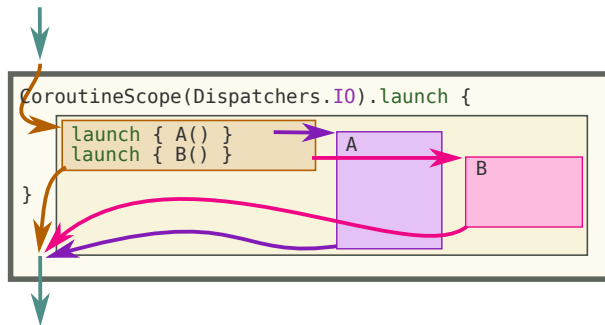 CoroutineScope(Dispatchers.IO).launch {
launch { A() }
launch { B() }
A
B
}